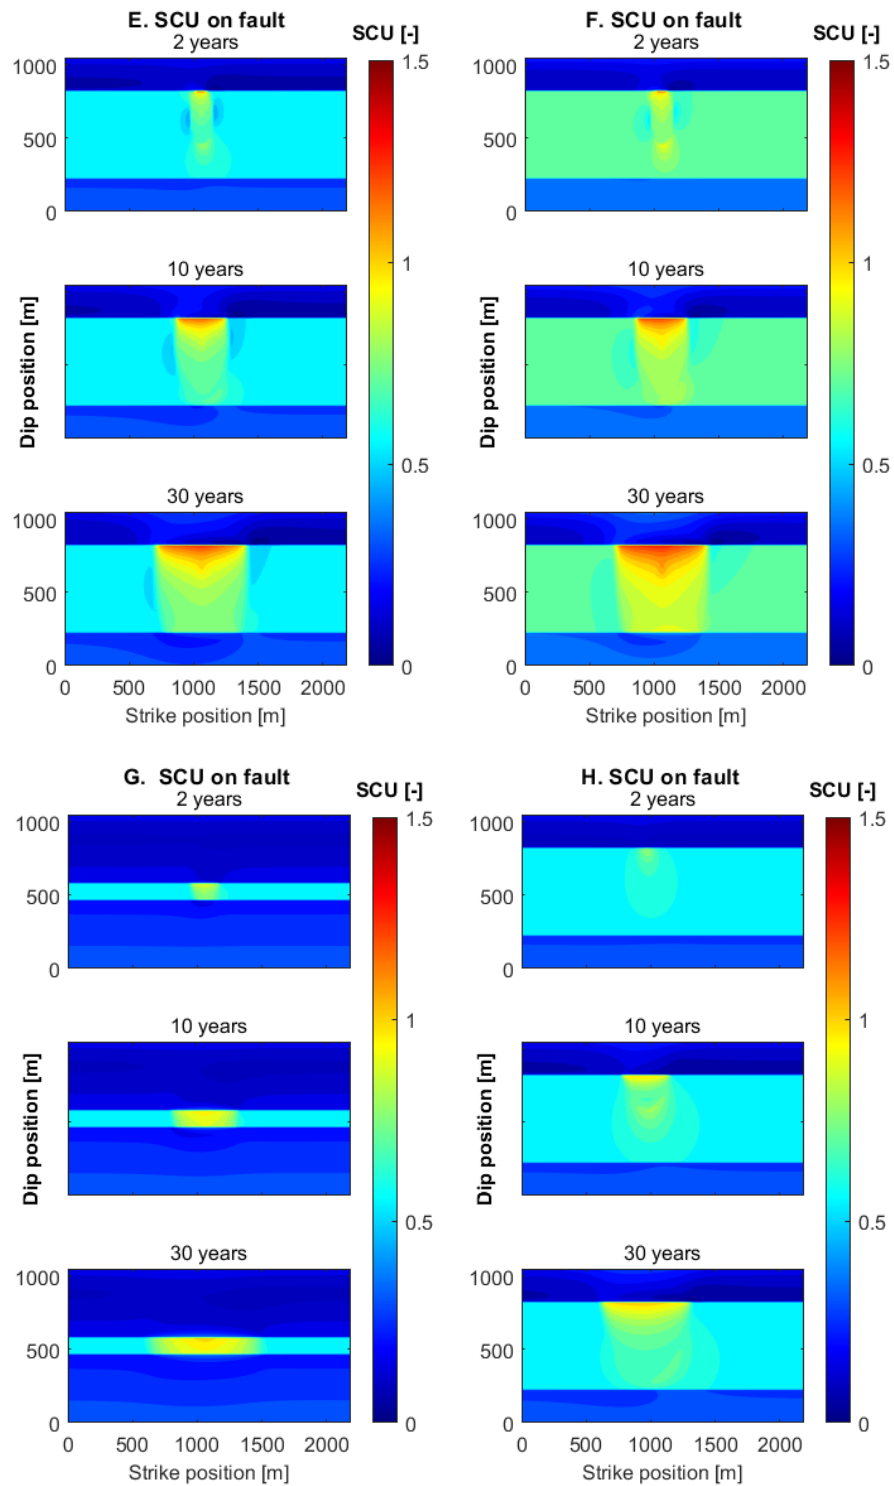 E. SCU on fault
2 years
SCU [-]
1.5
1
0.5
0
1000
500
0
10 years
Dip position [m]
30 years
1000
500
0
0 500 1000 1500 2000
Strike position [m]
F. SCU on fault
2 years
SCU [-]
1.5
1
0.5
0
1000
500
0
10 years
Dip position [m]
30 years
1000
500
0
0 500 1000 1500 2000
Strike position [m]
G. SCU on fault
2 years
SCU [-]
1.5
1
0.5
0
1000
500
0
10 years
Dip position [m]
30 years
1000
500
0
0 500 1000 1500 2000
Strike position [m]
H. SCU on fault
2 years
SCU [-]
1.5
1
0.5
0
1000
500
0
10 years
Dip position [m]
30 years
1000
500
0
0 500 1000 1500 2000
Strike position [m]